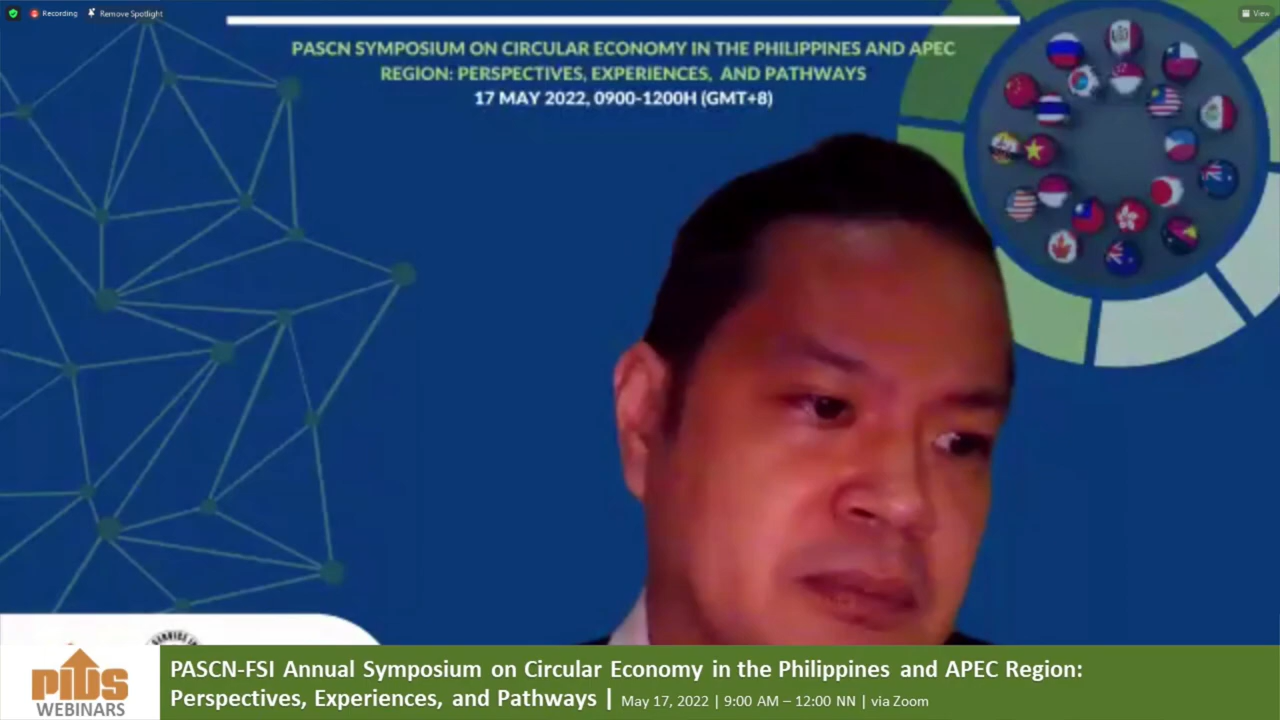 Recording
Remove Spotlight
View
PASCN SYMPOSIUM ON CIRCULAR ECONOMY IN THE PHILIPPINES AND APEC
REGION: PERSPECTIVES, EXPERIENCES, AND PATHWAYS
17 MAY 2022, 0900-1200H (GMT+8)
SERVICE
pids
WEBINARS
PASCN-FSI Annual Symposium on Circular Economy in the Philippines and APEC Region:
Perspectives, Experiences, and Pathways | May 17, 2022 | 9:00 AM – 12:00 NN | via Zoom